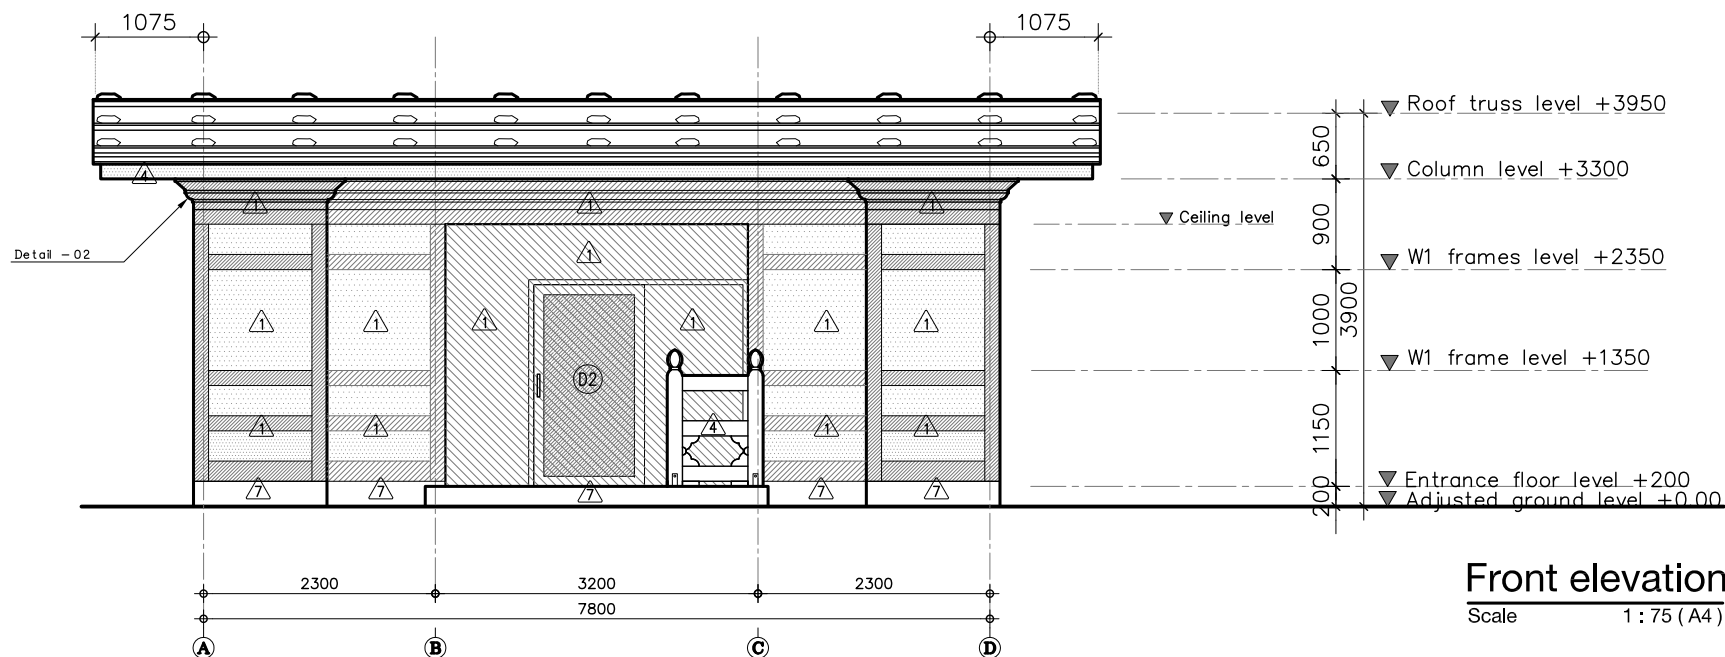 1075 1075
Roof truss level +3950
650
4
Column level +3300
1 1 1
Ceiling level
900
Detail -02
1
W1 frames level +2350
1 1 1 1 1 1
1000
3900
W1 frame level +1350
D2
1 1 4 1 1
1150
Entrance floor level +200
7 7 7 7 7
200
Adjusted ground level +0.00
2300 3200 2300
7800
A B C D
Front elevation
Scale 1 : 75 ( A4 )